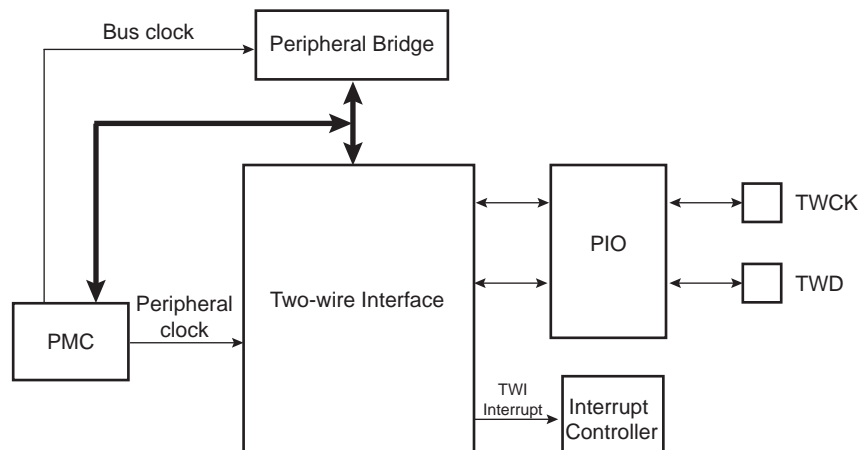 Bus clock
Peripheral Bridge
TWCK
PIO
Two-wire Interface
TWD
Peripheral
clock
PMC
TWI
Interrupt
Interrupt
Controller